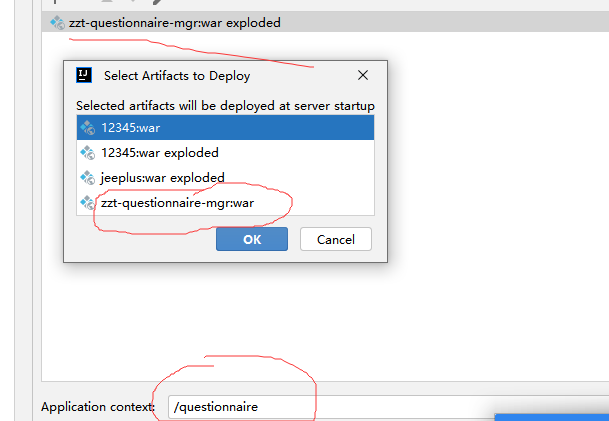 zzt-questionnaire-mgr:war exploded
IJ
Select Artifacts to Deploy
Selected artifacts will be deployed at server startup
12345:war
12345:war exploded
jeeplus:war exploded
zzt-questionnaire-mgr:war
OK
Cancel
Application context: /questionnaire